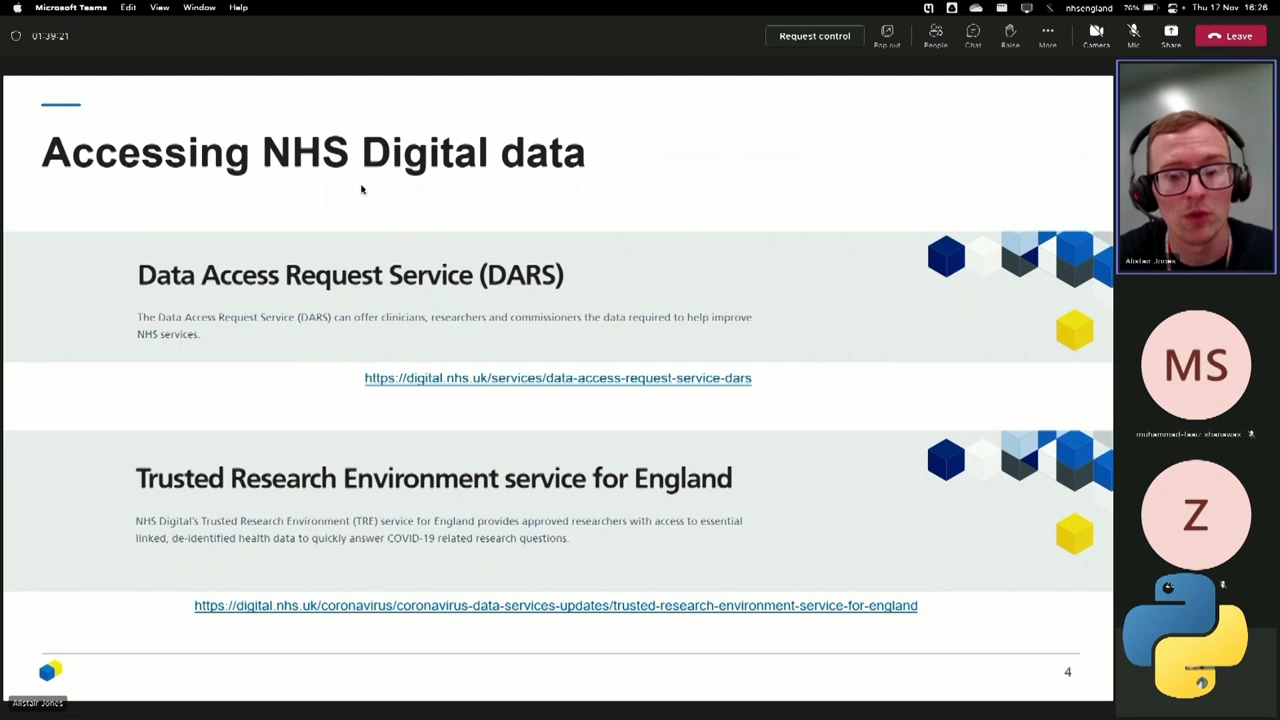 Microsoft Teams Edit View Window Help
nhsengland 76% Thu 17 Nov 16:26
01:39:21
Request control
Pop out
People
Chat
Raise
More
Camera
Mic
Share
Leave
Accessing NHS Digital data
Data Access Request Service (DARS)
The Data Access Request Service (DARS) can offer clinicians, researchers and commissioners the data required to help improve
NHS services.
https://digital.nhs.uk/services/data-access-request-service-dars
Trusted Research Environment service for England
NHS Digital's Trusted Research Environment (TRE) service for England provides approved researchers with access to essential
linked, de-identified health data to quickly answer COVID-19 related research questions.
https://digital.nhs.uk/coronavirus/coronavirus-data-services-updates/trusted-research-environment-service-for-england
4
Alistair Jones
Alistair Jones
MS
Z